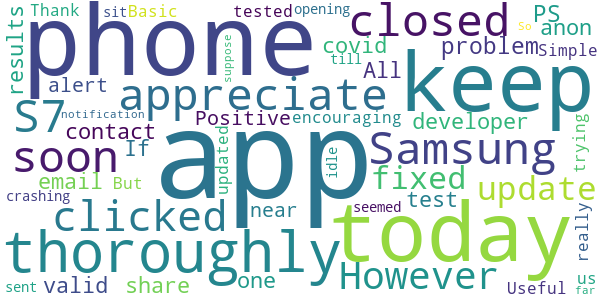 results Thank sit Basic tested opening suppose So PS anon
phone closed
covid till problem Simple
alert All keep
S7 notification appreciate
Positive encouraging developer trying
contact If updated idle Samsung
soon app
email But fixed test update
crashing near seemed really
clicked today
thoroughly one However us
sent valid share Useful far